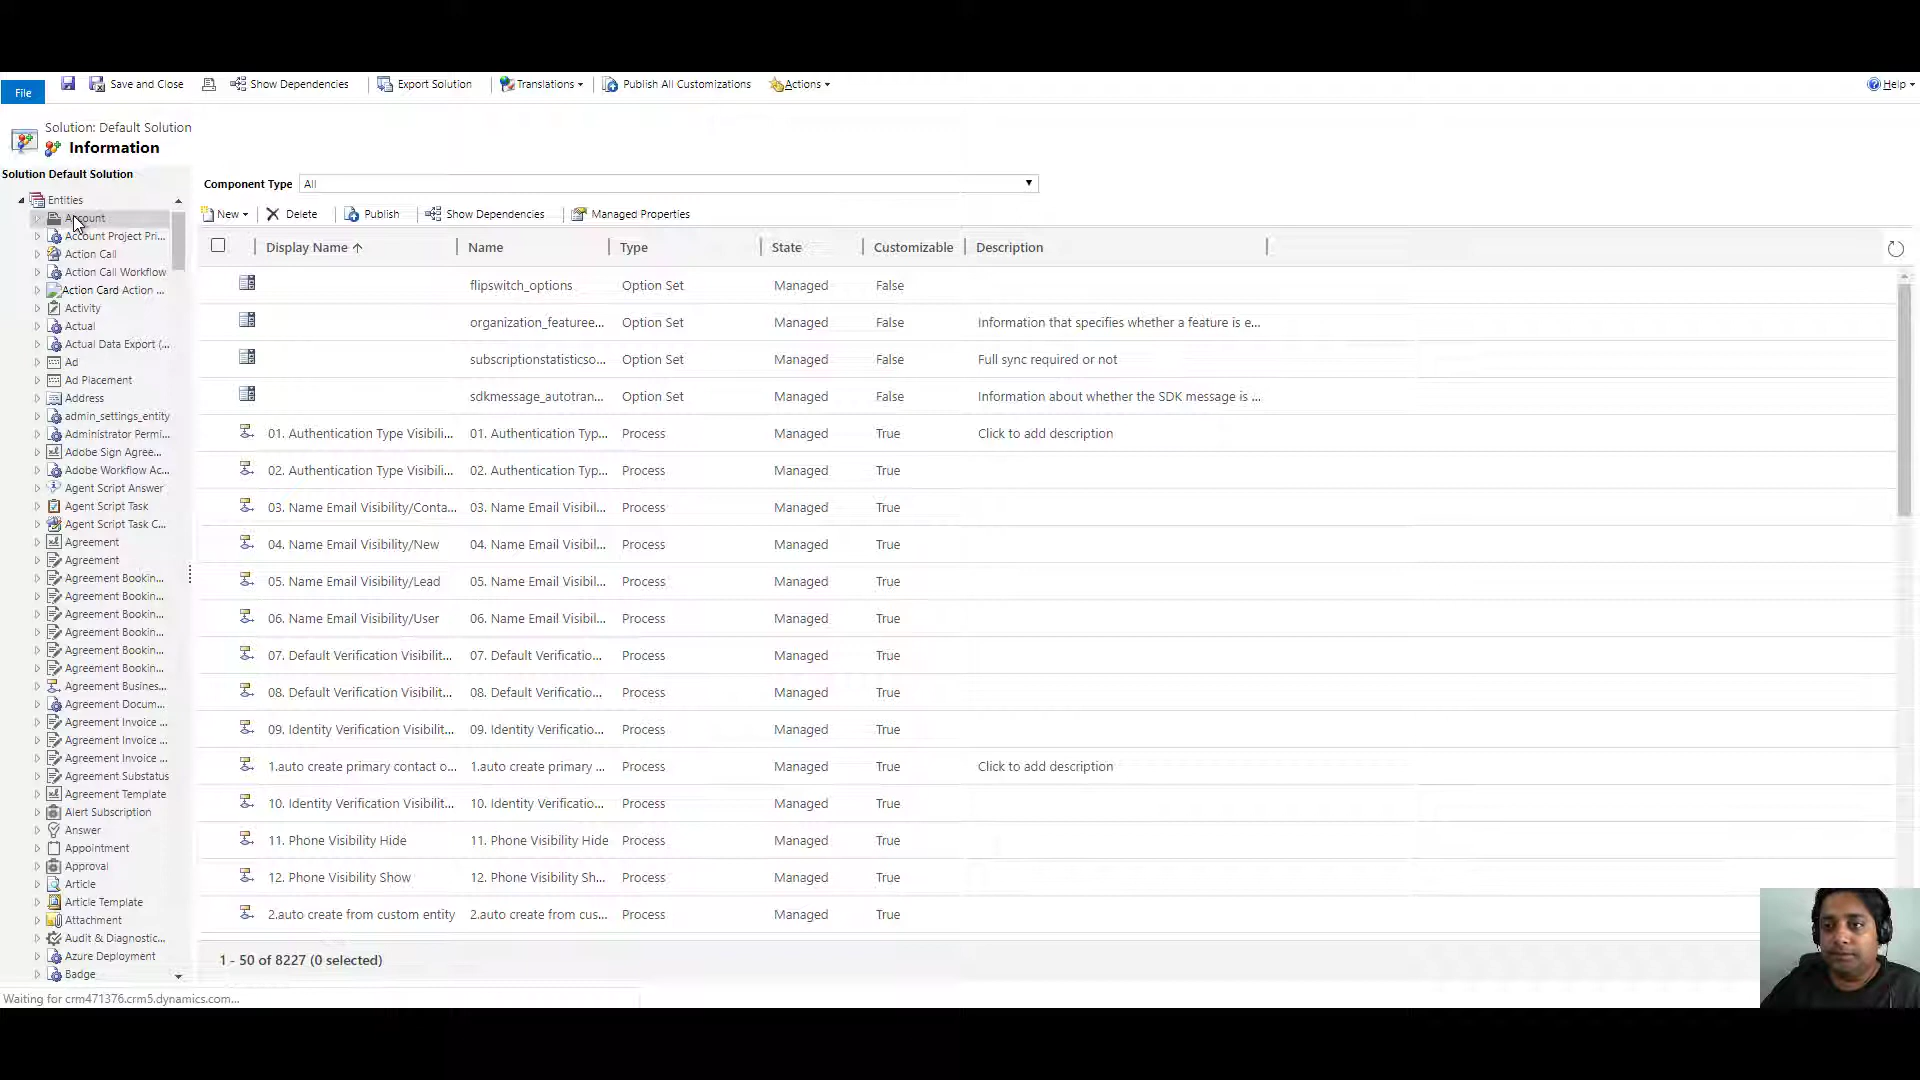 File
Save and Close
Show Dependencies
Export Solution
Translations
Publish All Customizations
Actions
Help
Solution: Default Solution
Information
Solution Default Solution
Entities
Account
Account Project Pri...
Action Call
Action Call Workflow
Action Card Action ...
Activity
Actual
Actual Data Export (...
Ad
Ad Placement
Address
admin_settings_entity
Administrator Permi...
Adobe Sign Agree...
Adobe Workflow Ac...
Agent Script Answer
Agent Script Task
Agent Script Task C...
Agreement
Agreement
Agreement Bookin...
Agreement Bookin...
Agreement Bookin...
Agreement Bookin...
Agreement Bookin...
Agreement Bookin...
Agreement Busines...
Agreement Docum...
Agreement Invoice ...
Agreement Invoice ...
Agreement Invoice ...
Agreement Substatus
Agreement Template
Alert Subscription
Answer
Appointment
Approval
Article
Article Template
Attachment
Audit & Diagnostic...
Azure Deployment
Badge
Component Type All
New Delete Publish Show Dependencies Managed Properties
Display Name Name Type State Customizable Description
flipswitch_options Option Set Managed False
organization_featuree... Option Set Managed False Information that specifies whether a feature is e...
subscriptionstatisticso... Option Set Managed False Full sync required or not
sdkmessage_autotran... Option Set Managed False Information about whether the SDK message is ...
01. Authentication Type Visibili... 01. Authentication Typ... Process Managed True Click to add description
02. Authentication Type Visibili... 02. Authentication Typ... Process Managed True
03. Name Email Visibility/Conta... 03. Name Email Visibil... Process Managed True
04. Name Email Visibility/New 04. Name Email Visibil... Process Managed True
05. Name Email Visibility/Lead 05. Name Email Visibil... Process Managed True
06. Name Email Visibility/User 06. Name Email Visibil... Process Managed True
07. Default Verification Visibilit... 07. Default Verificatio... Process Managed True
08. Default Verification Visibilit... 08. Default Verificatio... Process Managed True
09. Identity Verification Visibilit... 09. Identity Verificatio... Process Managed True
1.auto create primary contact o... 1.auto create primary ... Process Managed True Click to add description
10. Identity Verification Visibilit... 10. Identity Verificatio... Process Managed True
11. Phone Visibility Hide 11. Phone Visibility Hide Process Managed True
12. Phone Visibility Show 12. Phone Visibility Sh... Process Managed True
2.auto create from custom entity 2.auto create from cus... Process Managed True
1 - 50 of 8227 (0 selected)
Waiting for crm471376.crm5.dynamics.com...